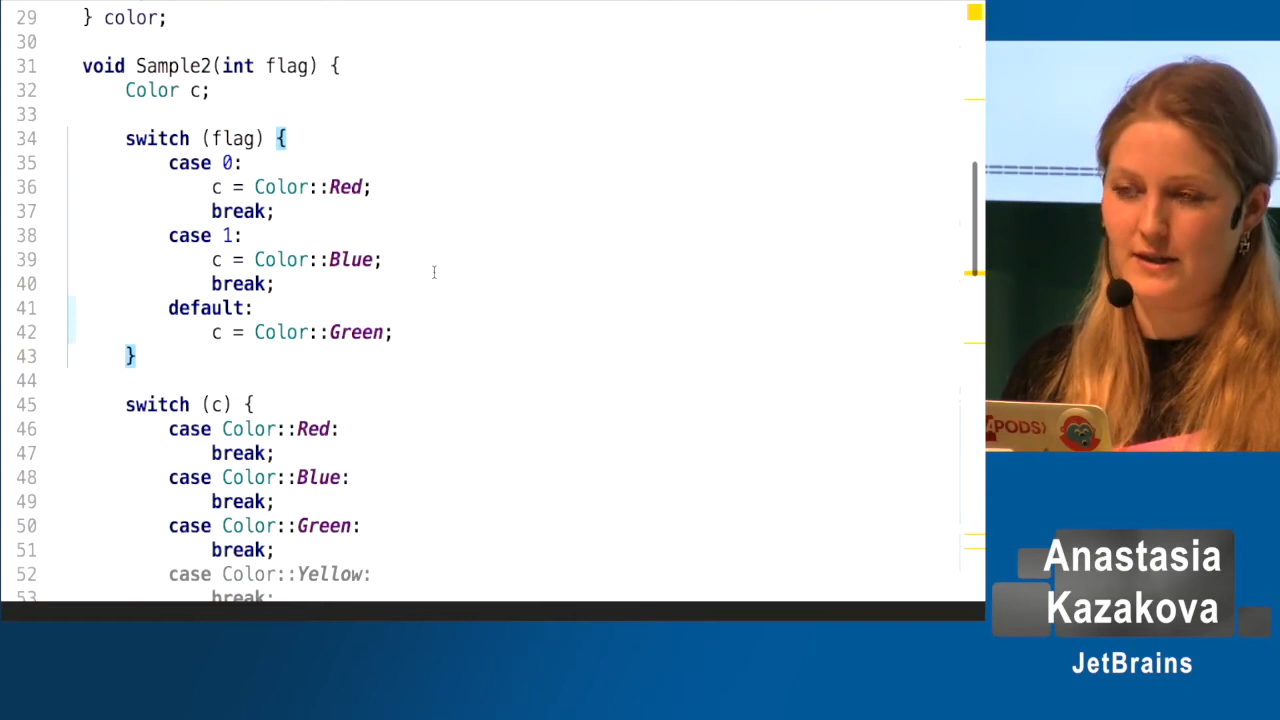 29 } color;
30
31 void Sample2(int flag) {
32 Color c;
33
34 switch (flag) {
35 case 0:
36 c = Color::Red;
37 break;
38 case 1:
39 c = Color::Blue;
40 break;
41 default:
42 c = Color::Green;
43 }
44
45 switch (c) {
46 case Color::Red:
47 break;
48 case Color::Blue:
49 break;
50 case Color::Green:
51 break;
52 case Color::Yellow:
53 break;
APODS)
Anastasia
Kazakova
JetBrains